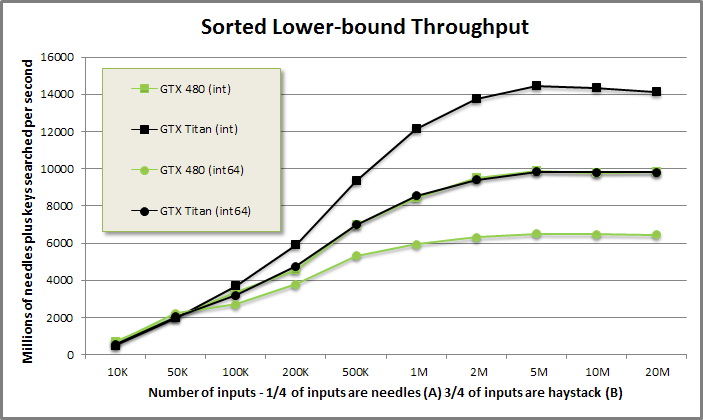 Sorted Lower-bound Throughput
Millions of needles plus keys searched per second
16000
14000
12000
10000
8000
6000
4000
2000
0
GTX 480 (int)
GTX Titan (int)
GTX 480 (int64)
GTX Titan (int64)
10K 50K 100K 200K 500K 1M 2M 5M 10M 20M
Number of inputs - 1/4 of inputs are needles (A) 3/4 of inputs are haystack (B)